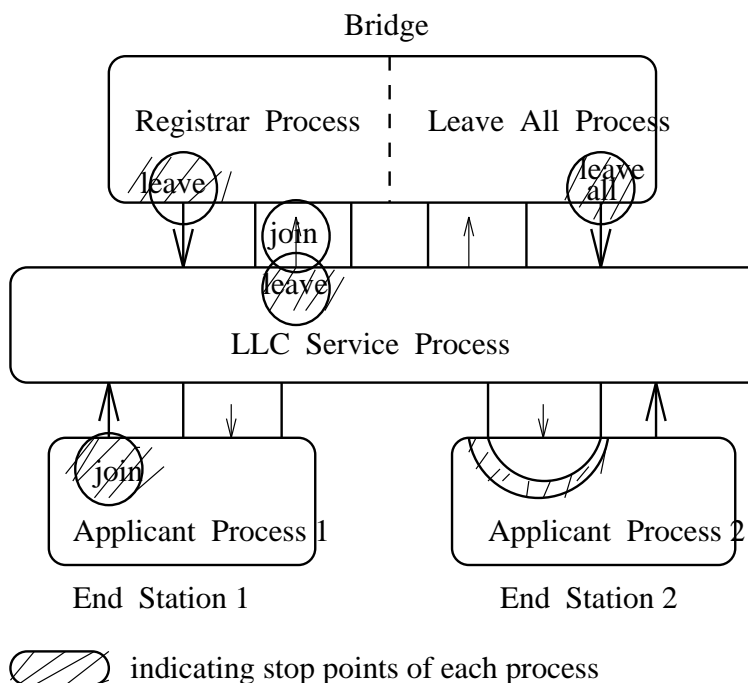 Bridge
Registrar Process
Leave All Process
leave
leave
all
join
leave
LLC Service Process
join
Applicant Process 1
Applicant Process 2
End Station 1
End Station 2
indicating stop points of each process